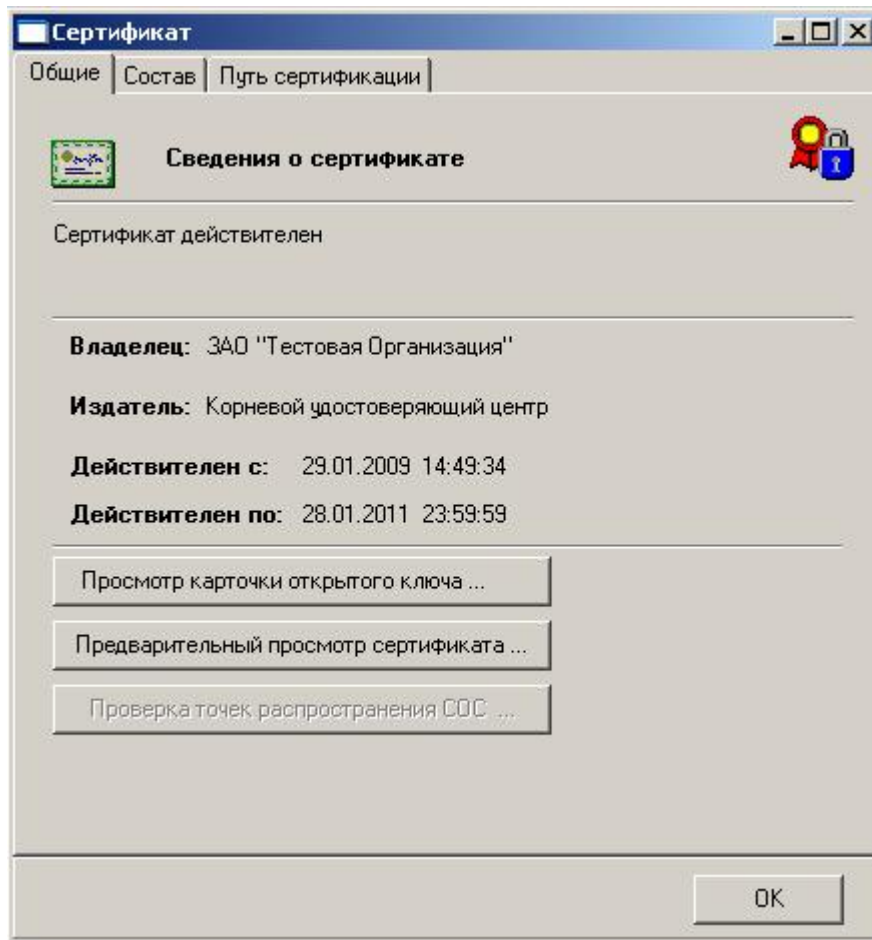 Сертификат
Общие Состав Путь сертификации
Сведения о сертификате
Сертификат действителен
Владелец: ЗАО "Тестовая Организация"
Издатель: Корневой удостоверяющий центр
Действителен с: 29.01.2009 14:49:34
Действителен по: 28.01.2011 23:59:59
Просмотр карточки открытого ключа ...
Предварительный просмотр сертификата ...
Проверка точек распространения СОС ...
OK